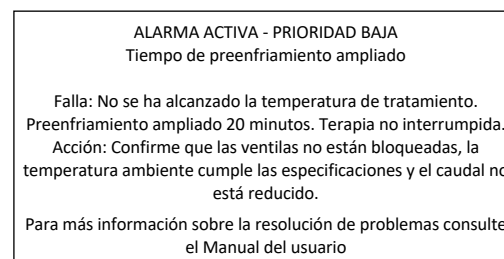 ALARMA ACTIVA - PRIORIDAD BAJA
Tiempo de preenfriamiento ampliado
Falla: No se ha alcanzado la temperatura de tratamiento.
Preenfriamiento ampliado 20 minutos. Terapia no interrumpida.
Acción: Confirme que las ventilas no están bloqueadas, la
temperatura ambiente cumple las especificaciones y el caudal no
está reducido.
Para más información sobre la resolución de problemas consulte
el Manual del usuario